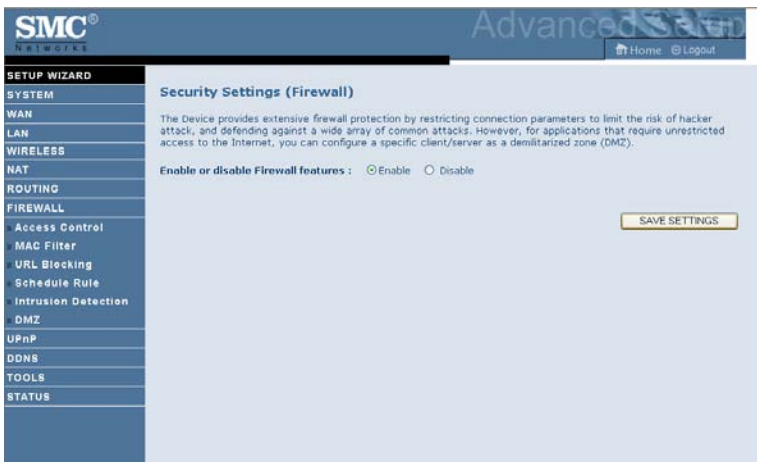 SMC®
Networks
Advanced Setup
Home Logout
SETUP WIZARD
SYSTEM
WAN
LAN
WIRELESS
NAT
ROUTING
FIREWALL
Access Control
MAC Filter
URL Blocking
Schedule Rule
Intrusion Detection
DMZ
UPnP
DDNS
TOOLS
STATUS
Security Settings (Firewall)
The Device provides extensive firewall protection by restricting connection parameters to limit the risk of hacker
attack, and defending against a wide array of common attacks. However, for applications that require unrestricted
access to the Internet, you can configure a specific client/server as a demilitarized zone (DMZ).
Enable or disable Firewall features : Enable Disable
SAVE SETTINGS